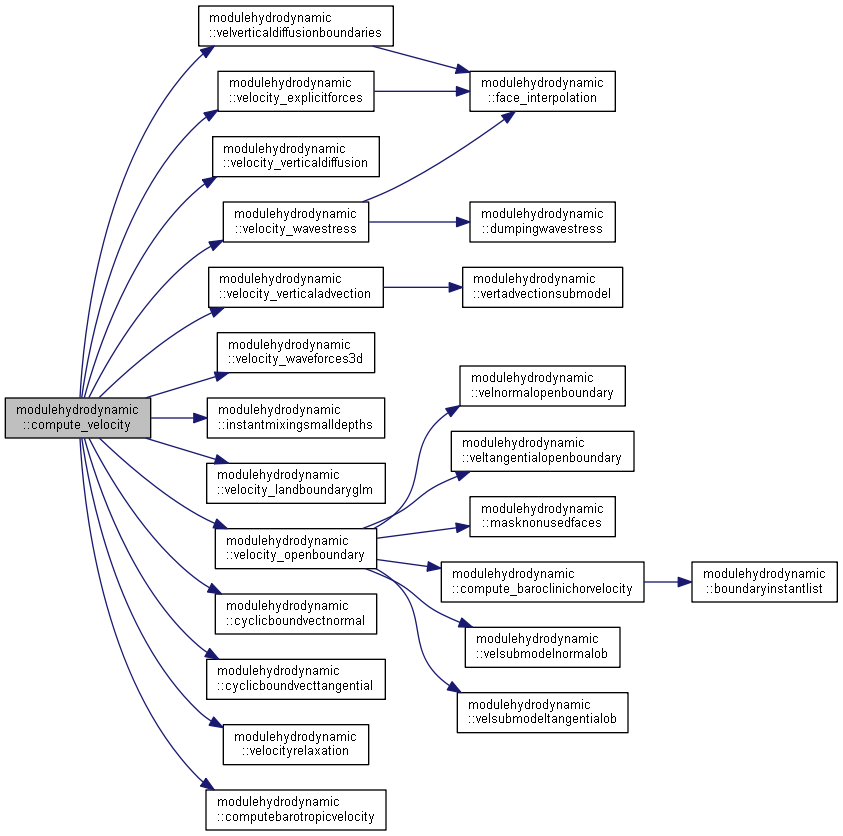 modulehydrodynamic
::compute_velocity
modulehydrodynamic
::velverticaldiffusionboundaries
modulehydrodynamic
::velocity_explicitforces
modulehydrodynamic
::velocity_verticaldiffusion
modulehydrodynamic
::velocity_wavestress
modulehydrodynamic
::velocity_verticaladvection
modulehydrodynamic
::velocity_waveforces3d
modulehydrodynamic
::instantmixingsmalldepths
modulehydrodynamic
::velocity_landboundaryglm
modulehydrodynamic
::velocity_openboundary
modulehydrodynamic
::cyclicboundvectnormal
modulehydrodynamic
::cyclicboundvecttangential
modulehydrodynamic
::velocityrelaxation
modulehydrodynamic
::computebarotropicvelocity
modulehydrodynamic
::face_interpolation
modulehydrodynamic
::dumpingwavestress
modulehydrodynamic
::vertadvectionsubmodel
modulehydrodynamic
::velnormalopenboundary
modulehydrodynamic
::veltangentialopenboundary
modulehydrodynamic
::masknonusedfaces
modulehydrodynamic
::compute_baroclinichorvelocity
modulehydrodynamic
::velsubmodelnormalob
modulehydrodynamic
::velsubmodeltangentialob
modulehydrodynamic
::boundaryinstantlist